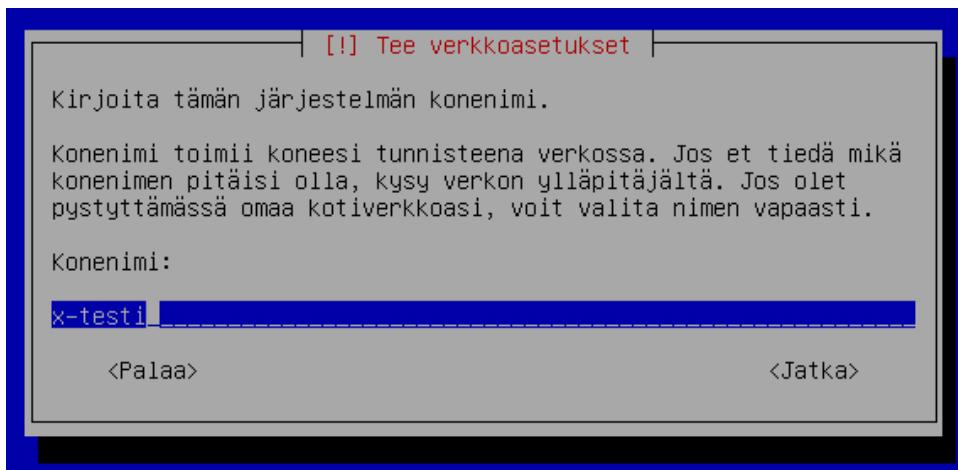 [!] Tee verkkoasetukset
Kirjoita tämän järjestelmän konenimi.
Konenimi toimii koneesi tunnisteena verkossa. Jos et tiedä mikä
konenimen pitäisi olla, kysy verkon ylläpitäjältä. Jos olet
pystyttämässä omaa kotiverkkoasi, voit valita nimen vapaasti.
Konenimi:
x-testi
<Palaa> <Jatka>